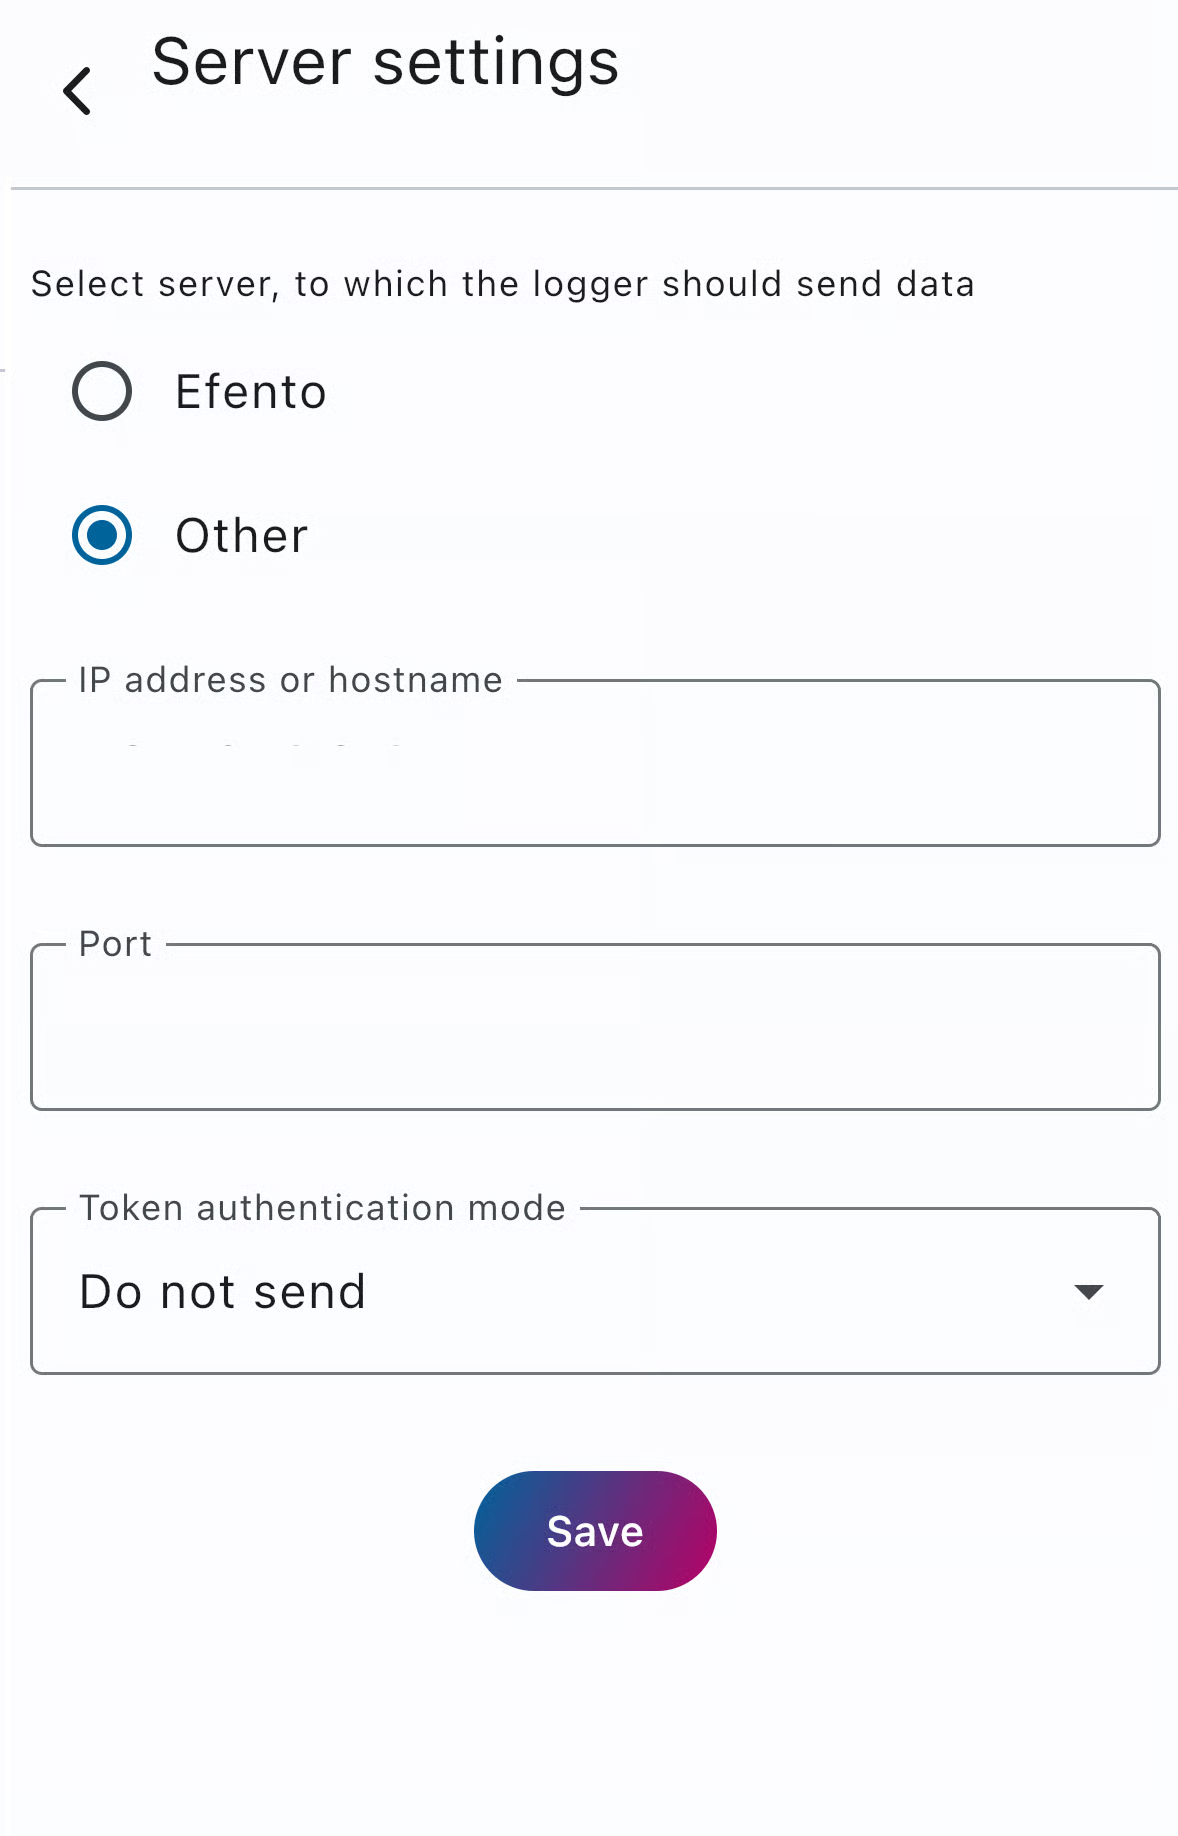 Server settings
Select server, to which the logger should send data
Efento
Other
IP address or hostname
Port
Token authentication mode
Do not send
Save